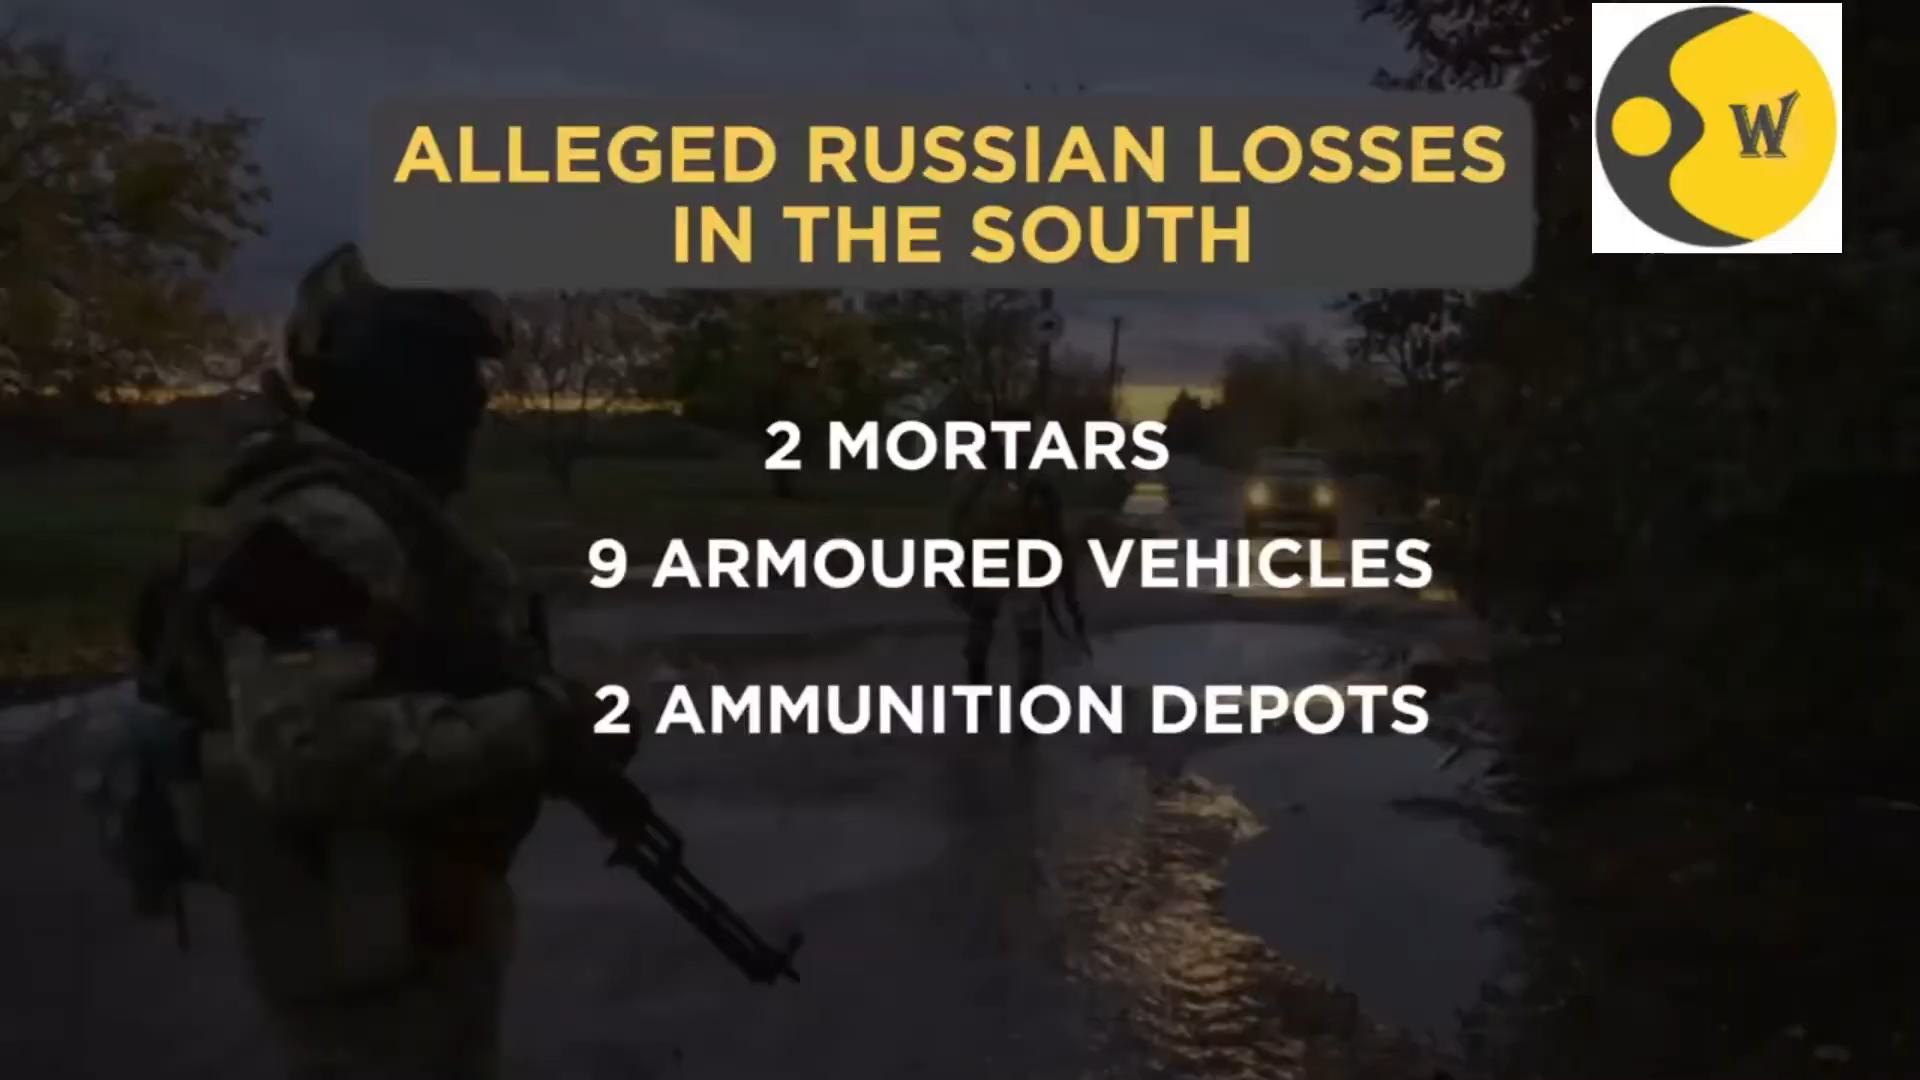 ALLEGED RUSSIAN LOSSES
IN THE SOUTH
W
2 MORTARS
9 ARMOURED VEHICLES
2 AMMUNITION DEPOTS